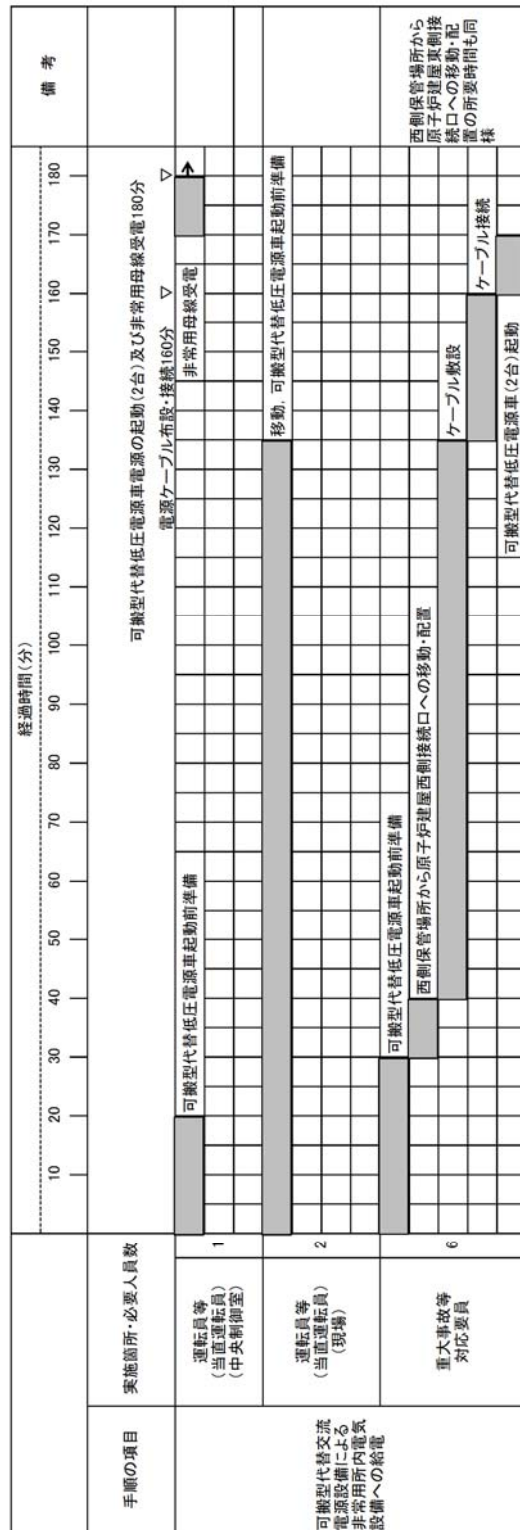 経過時間(分)
備 考
手順の項目
実施箇所・必要人員数
10 20 30 40 50 60 70 80 90 100 110 120 130 140 150 160 170 180
可搬型代替低圧電源車電源の起動(2台)及び非常用母線受電180分
▽
電源ケーブル布設・接続160分 ▽
可搬型代替交流
電源設備による
非常用所内電気
設備への給電
運転員等
(当直運転員)
(中央制御室)
1
可搬型代替低圧電源車起動前準備
非常用母線受電
運転員等
(当直運転員)
(現場)
2
移動,可搬型代替低圧電源車起動前準備
重大事故等
対応要員
6
可搬型代替低圧電源車起動前準備
西側保管場所から原子炉建屋西側接続口への移動・配置
ケーブル敷設
ケーブル接続
可搬型代替低圧電源車(2台)起動
西側保管場所から
原子炉建屋東側接
続口への移動・配
置の所要時間も同
様